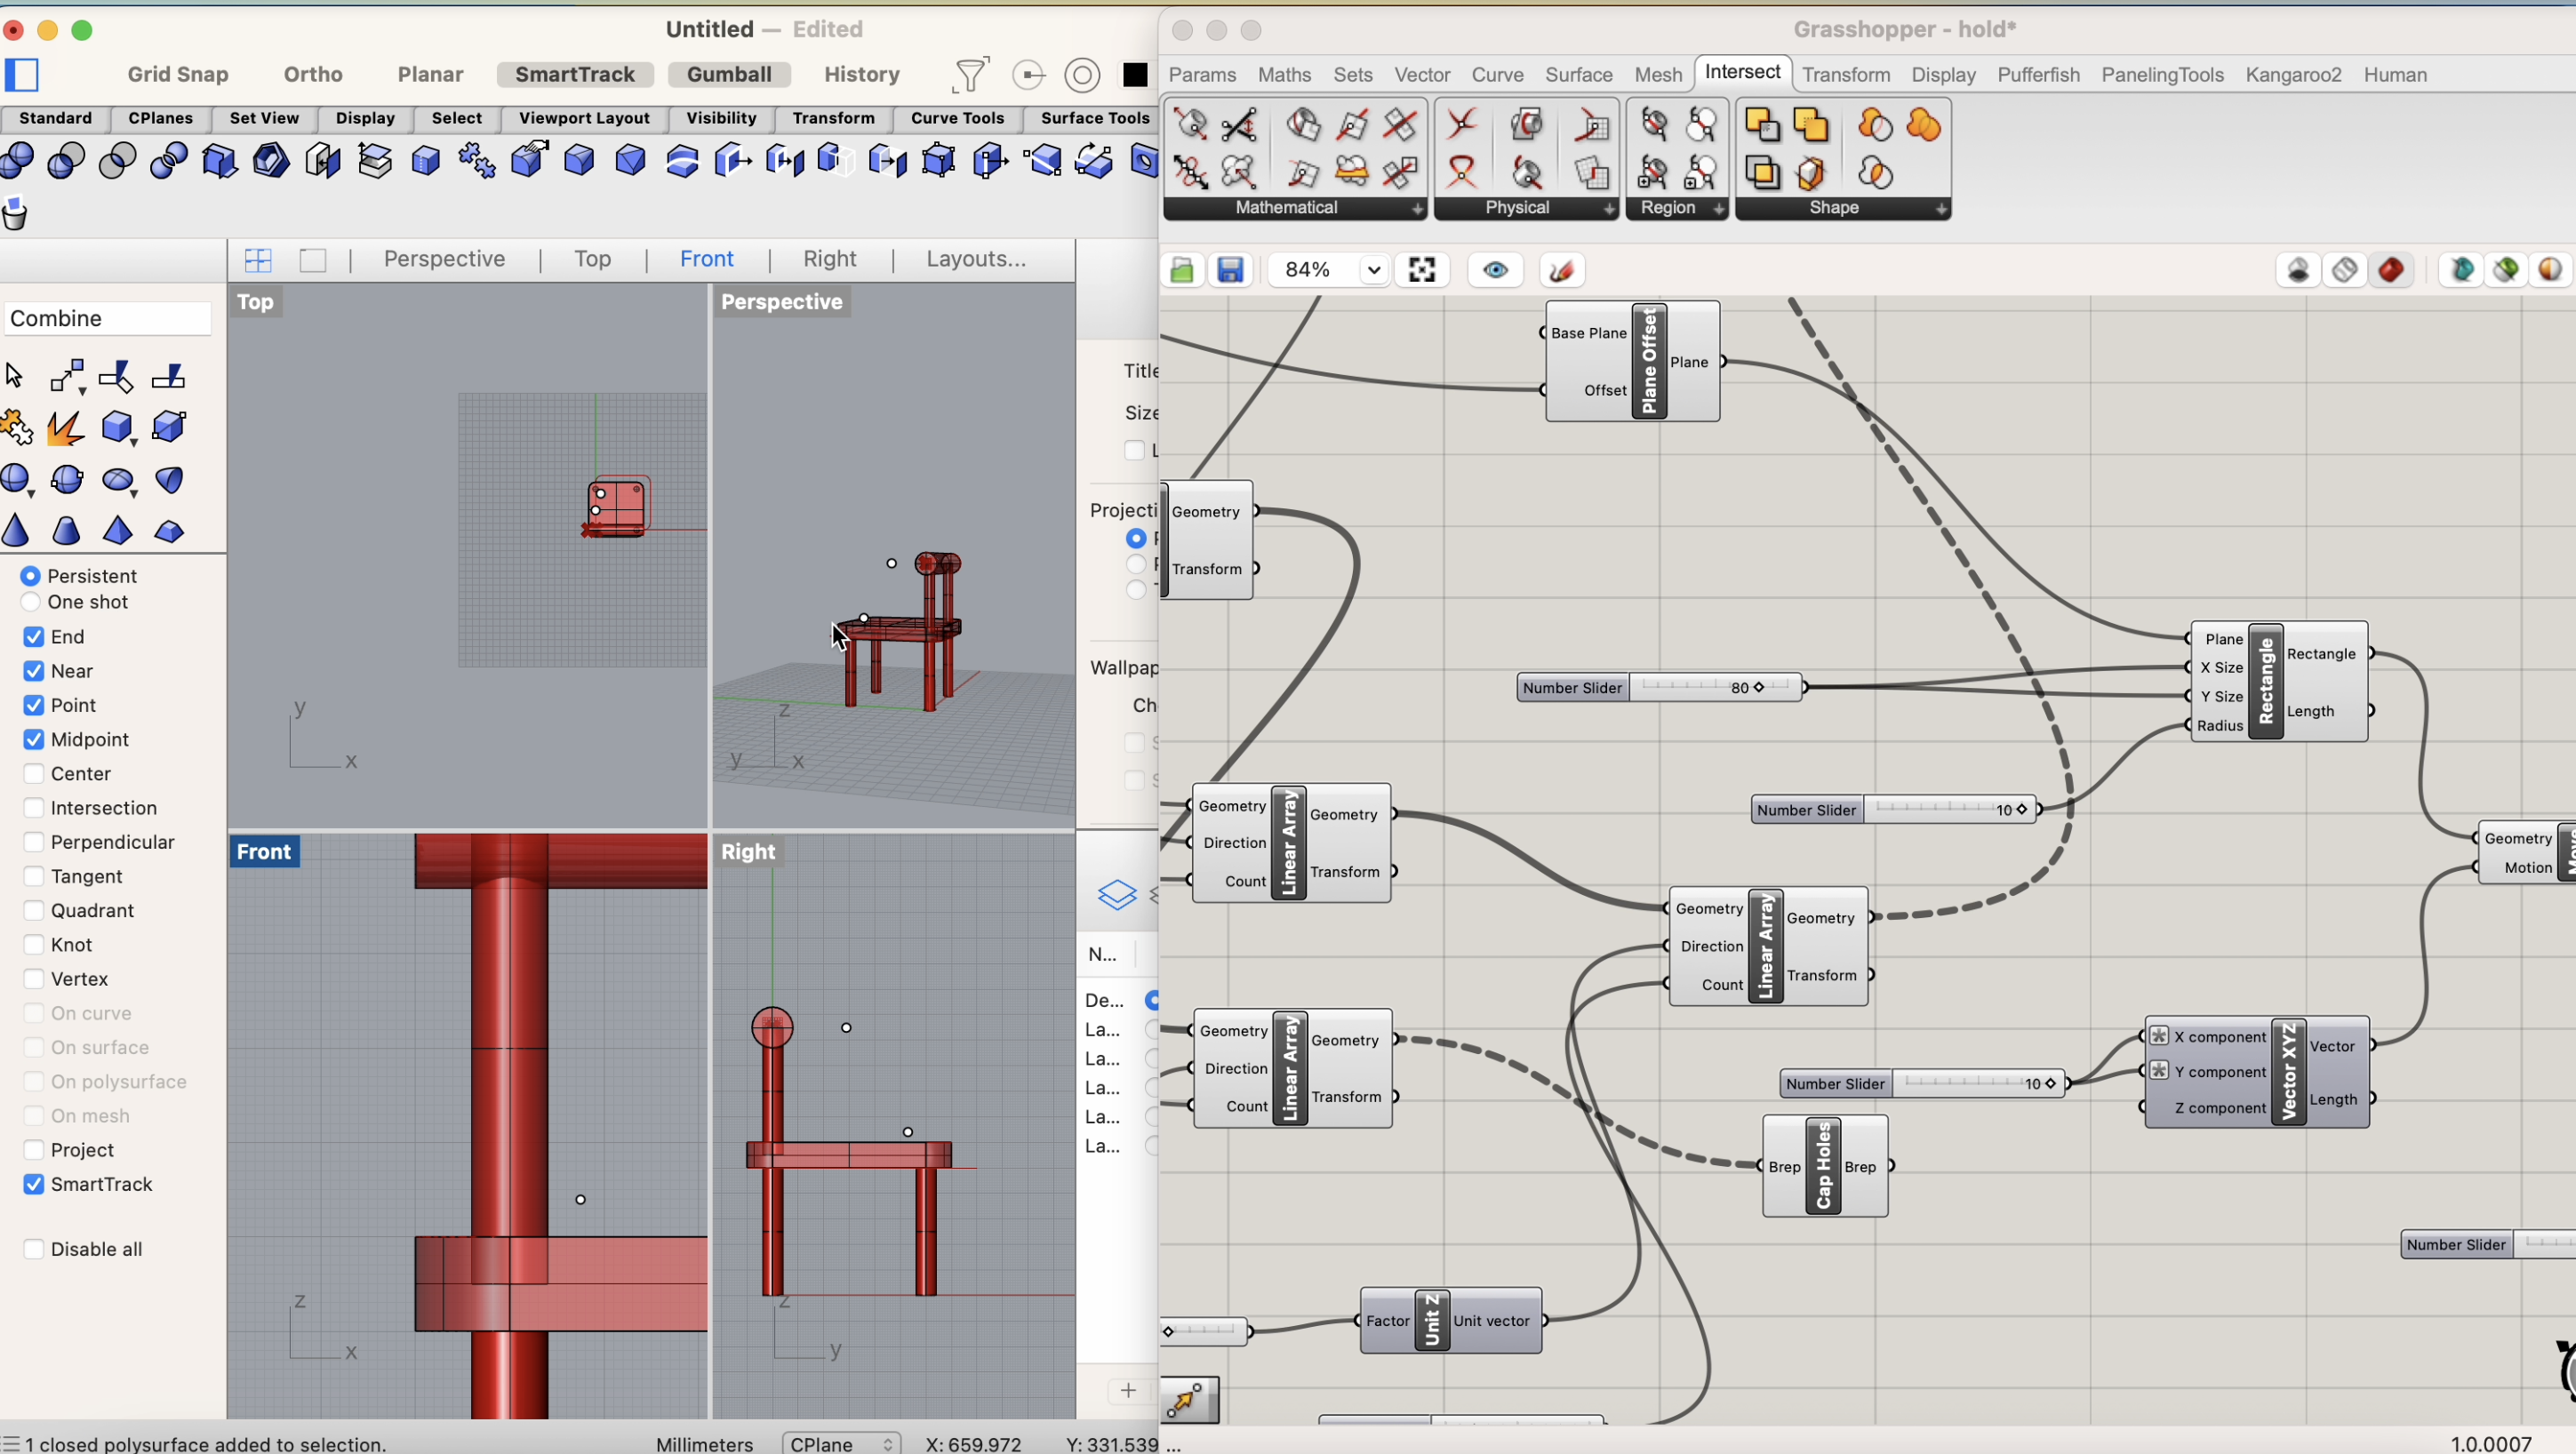 Untitled — Edited
Grid Snap Ortho Planar SmartTrack Gumball History
Standard CPlanes Set View Display Select Viewport Layout Visibility Transform Curve Tools Surface Tools
Perspective Top Front Right Layouts...
Combine
Persistent
One shot
End
Near
Point
Midpoint
Center
Intersection
Perpendicular
Tangent
Quadrant
Knot
Vertex
On curve
On surface
On polysurface
On mesh
Project
SmartTrack
Disable all
Top
y
x
Perspective
z
y
x
Front
z
x
Right
z
y
Title
Size
L
Projecti
Wallpap
Ch
N...
De...
La...
La...
La...
La...
La...
+
1 closed polysurface added to selection.
Millimeters CPlane X: 659.972 Y: 331.539 ...
Grasshopper - hold*
Params Maths Sets Vector Curve Surface Mesh Intersect Transform Display Pufferfish PanelingTools Kangaroo2 Human
Mathematical Physical Region Shape
84%
Base Plane
Offset
Plane Offset
Plane
Geometry
Transform
Plane
X Size
Y Size
Radius
Rectangle
Rectangle
Length
Number Slider 80
Number Slider 10
Geometry
Direction
Count
Linear Array
Geometry
Transform
Geometry
Motion
Move
Geometry
Direction
Count
Linear Array
Geometry
Transform
Geometry
Direction
Count
Linear Array
Geometry
Transform
Number Slider 10
X component
Y component
Z component
Vector XYZ
Vector
Length
Brep
Cap Holes
Brep
Number Slider
Factor
Unit Z
Unit vector
1.0.0007